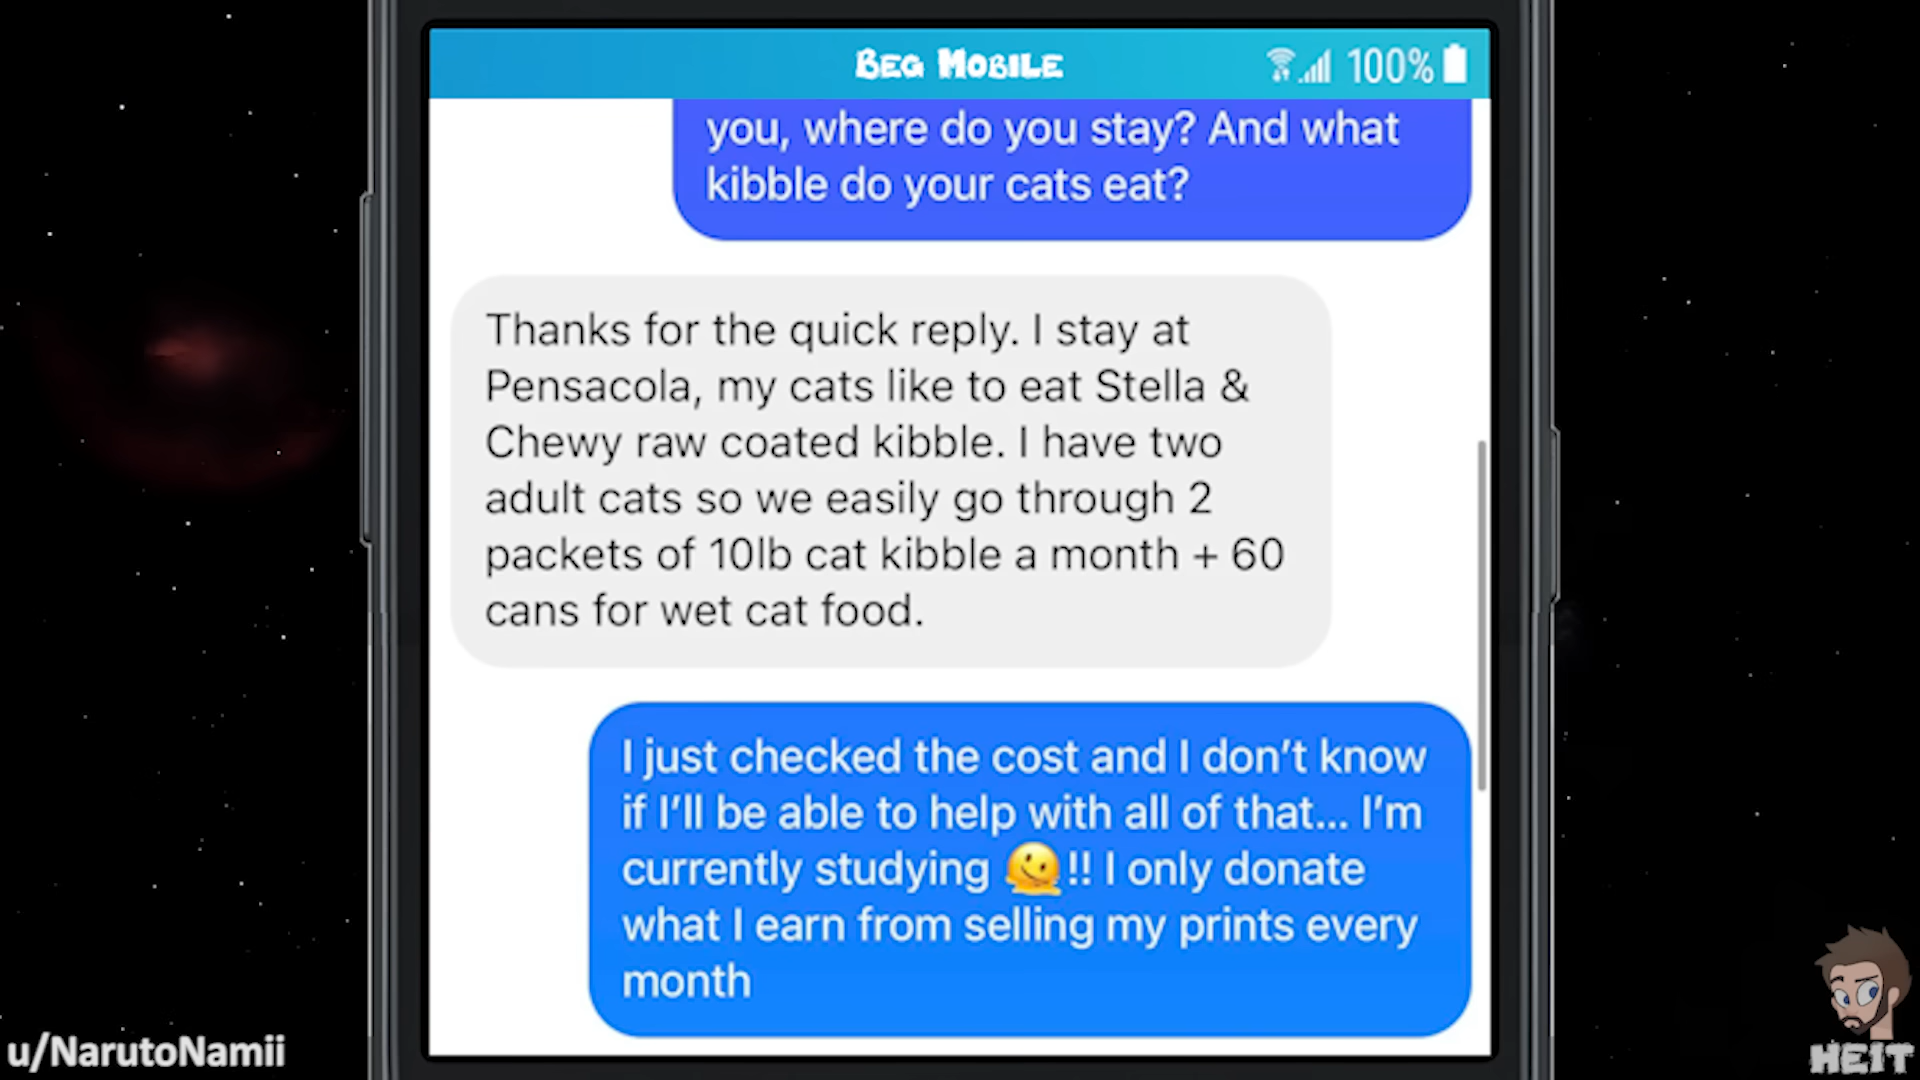 BEG MOBILE
100%
you, where do you stay? And what
kibble do your cats eat?
Thanks for the quick reply. I stay at
Pensacola, my cats like to eat Stella &
Chewy raw coated kibble. I have two
adult cats so we easily go through 2
packets of 10lb cat kibble a month + 60
cans for wet cat food.
I just checked the cost and I don't know
if I'll be able to help with all of that... I'm
currently studying 🫠!! I only donate
what I earn from selling my prints every
month
u/NarutoNamii
HEIT